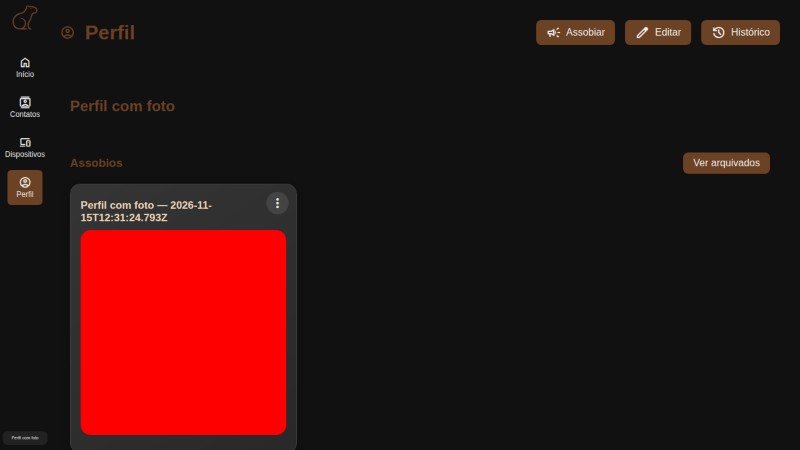 Perfil
Assobiar
Editar
Histórico
Início
Contatos
Dispositivos
Perfil
Perfil com foto
Assobios
Ver arquivados
Perfil com foto — 2026-11-
15T12:31:24.793Z
Perfil com foto